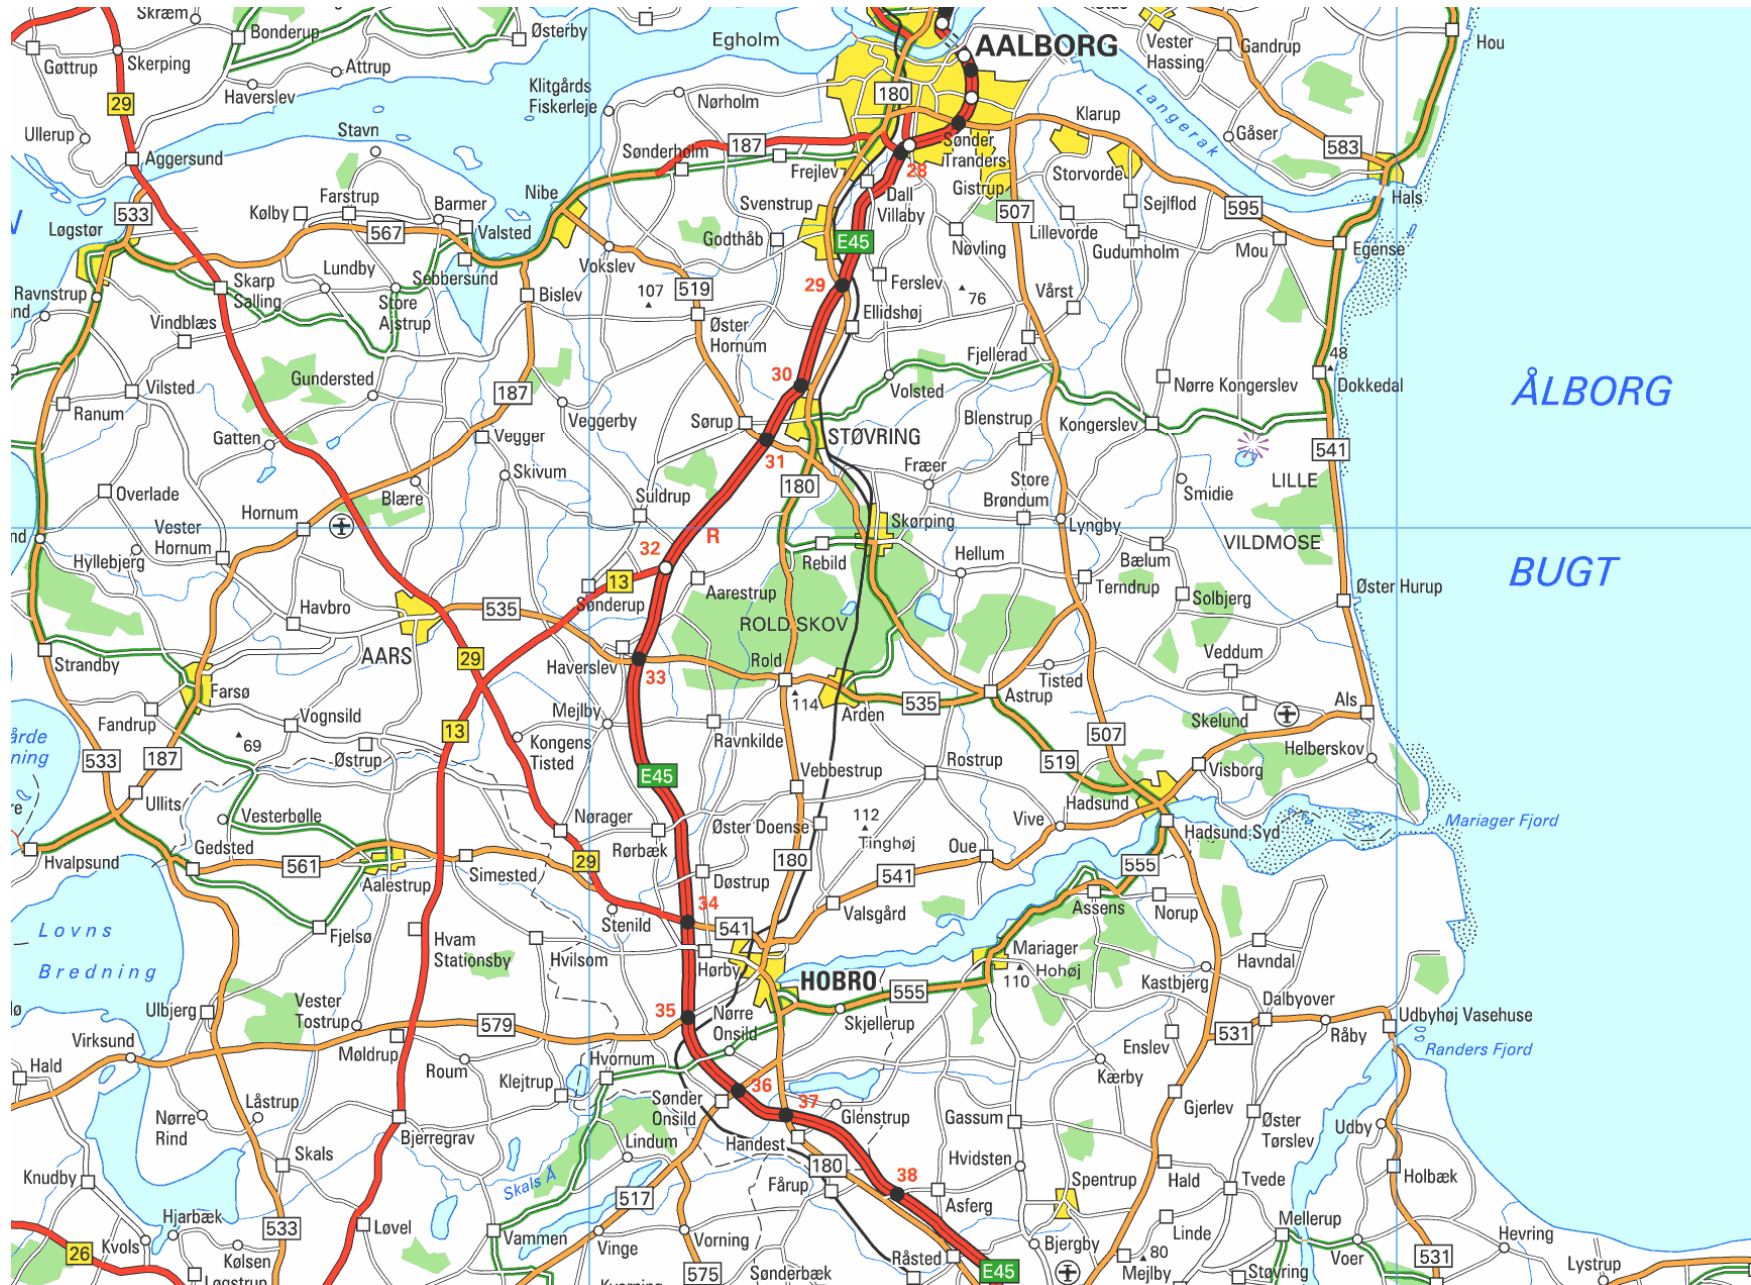 Skræm
Bonderup
Østerby
Egholm
AALBORG
Vester
Hassing
Gandrup
Hou
Gøttrup
Skerping
Attrup
Haverslev
29
Klitgårds
Fiskerleje
Nørholm
180
Klarup
Langerak
Gåser
583
Ullerup
Aggersund
Stavn
Sønderholm
187
Frejlev
28
Sønder
Tranders
Storvorde
Hals
533
Løgstør
Kølby
Farstrup
567
Barmer
Valsted
Nibe
Svenstrup
Dall
Villaby
Gistrup
507
Lillevorde
Sejlflod
595
Godthåb
E45
Nøvling
Gudumholm
Mou
Egense
Ravnstrup
Skarp
Salling
Lundby
Sebbersund
Store
Ajstrup
Bislev
Vokslev
107
519
29
Ferslev
76
Vårst
Vindblæs
Øster
Hornum
Ellidshøj
Fjellerad
48
Dokkedal
Vilsted
Ranum
Gundersted
187
Veggerby
30
Volsted
Nørre Kongerslev
ÅLBORG
Gatten
Vegger
Sørup
STØVRING
Blenstrup
Kongerslev
541
31
Overlade
Blære
Skivum
Suldrup
180
Fræer
Store
Brøndum
Smidie
LILLE
VILDMOSE
Vester
Hornum
Hornum
R
Skørping
Lyngby
Hyllebjerg
32
Rebild
Hellum
Bælum
BUGT
13
Sønderup
Aarestrup
Terndrup
Solbjerg
Øster Hurup
Havbro
535
ROLD SKOV
Strandby
AARS
29
Haverslev
33
Rold
Tisted
Veddum
Farsø
Fandrup
Vognsild
13
Mejlby
114
Arden
535
Astrup
Skelund
Als
69
Østrup
Kongens
Tisted
Ravnkilde
507
519
Helberskov
533
187
E45
Vebbestrup
Rostrup
Visborg
Ullits
Hadsund
Vesterbølle
Nørager
Øster Doense
112
Tinghøj
Vive
Hadsund Syd
Mariager Fjord
Hvalpsund
Gedsted
561
Aalestrup
Simested
29
Rørbæk
180
Oue
555
Døstrup
541
Lovns
Bredning
Fjelsø
Hvam
Stationsby
Hvilsom
Stenild
34
541
Valsgård
Assens
Norup
Hørby
HOBRO
Mariager
Hohøj
110
Havndal
Kastbjerg
Ulbjerg
Vester
Tostrup
579
35
Nørre
Onsild
555
Skjellerup
Dalbyover
Udbyhøj Vasehuse
Virksund
Møldrup
Roum
Hvornum
Enslev
531
Råby
Randers Fjord
Hald
Klejtrup
36
Kærby
Nørre
Rind
Låstrup
Bjerregrav
Sønder
Onsild
37
Glenstrup
Gassum
Gjerlev
Øster
Tørslev
Udby
Skals
Lindum
Handest
Hvidsten
Knudby
Skals Å
180
38
Spentrup
Hald
Tvede
Holbæk
Fårup
Asferg
517
Hjarbæk
533
Løvel
Linde
Mellerup
Kvols
26
Kølsen
Vammen
Vinge
Vorning
Råsted
Bjergby
80
Mejlby
Voer
Hevring
531
Løgstrup
575
Sønderbæk
E45
Støvring
Lystrup